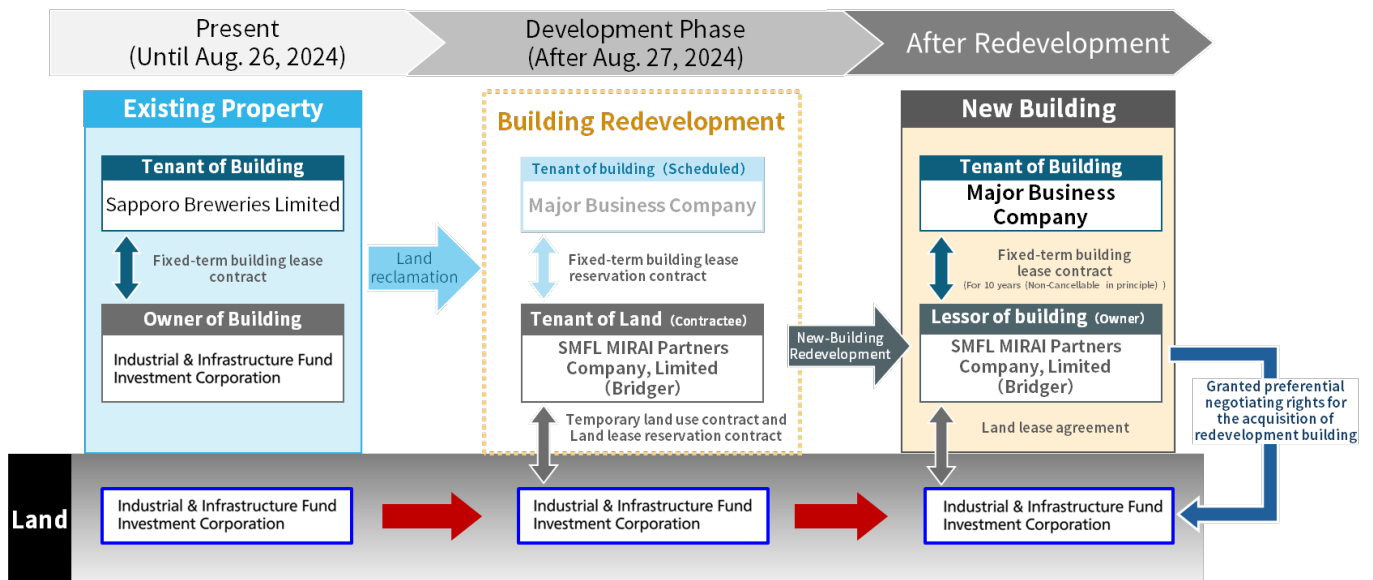 Present
(Until Aug. 26, 2024)
Development Phase
(After Aug. 27, 2024)
After Redevelopment
Existing Property
Tenant of Building
Sapporo Breweries Limited
Fixed-term building lease
contract
Owner of Building
Industrial & Infrastructure Fund
Investment Corporation
Land
reclamation
Building Redevelopment
Tenant of building (Scheduled)
Major Business Company
Fixed-term building lease
reservation contract
Tenant of Land (Contractee)
SMFL MIRAI Partners
Company, Limited
(Bridger)
Temporary land use contract and
Land lease reservation contract
New-Building
Redevelopment
New Building
Tenant of Building
Major Business
Company
Fixed-term building
lease contract
(For 10 years (Non-Cancellable in principle) )
Lessor of building (Owner)
SMFL MIRAI Partners
Company, Limited
(Bridger)
Land lease agreement
Granted preferential
negotiating rights for
the acquisition of
redevelopment building
Land
Industrial & Infrastructure Fund
Investment Corporation
Industrial & Infrastructure Fund
Investment Corporation
Industrial & Infrastructure Fund
Investment Corporation